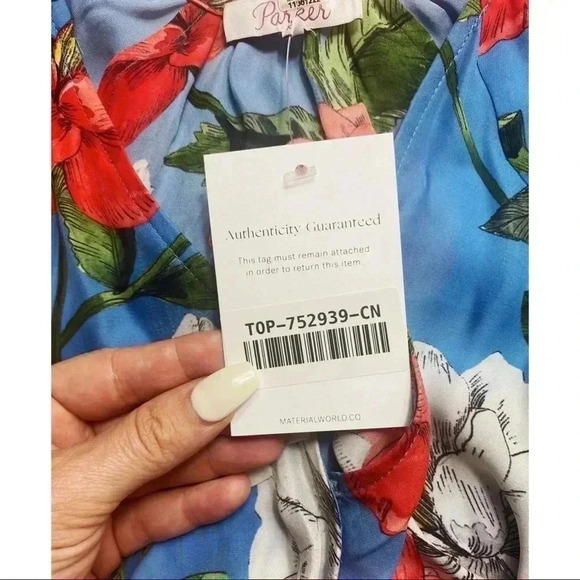 Parker
Authenticity Guaranteed
This tag must remain attached
in order to return this item.
TOP-752939-CN
MATERIALWORLD.CO